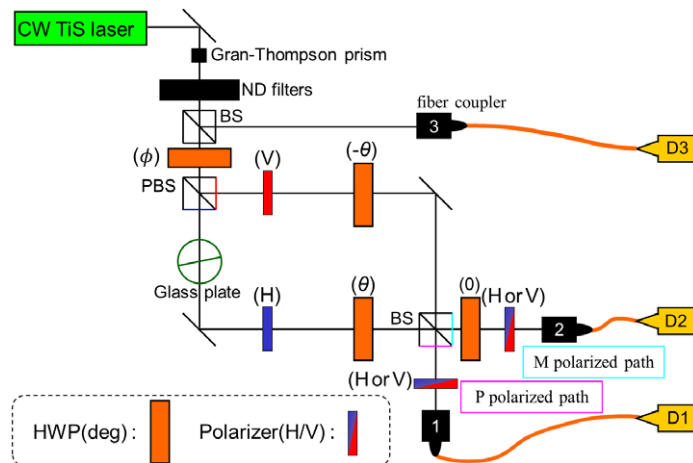 CW TiS laser
Gran-Thompson prism
ND filters
BS
fiber coupler
3
D3
(ϕ)
(V)
(-θ)
PBS
Glass plate
(H)
(θ)
(0)
(H or V)
BS
2
D2
M polarized path
(H or V)
P polarized path
1
D1
HWP(deg) :
Polarizer(H/V) :